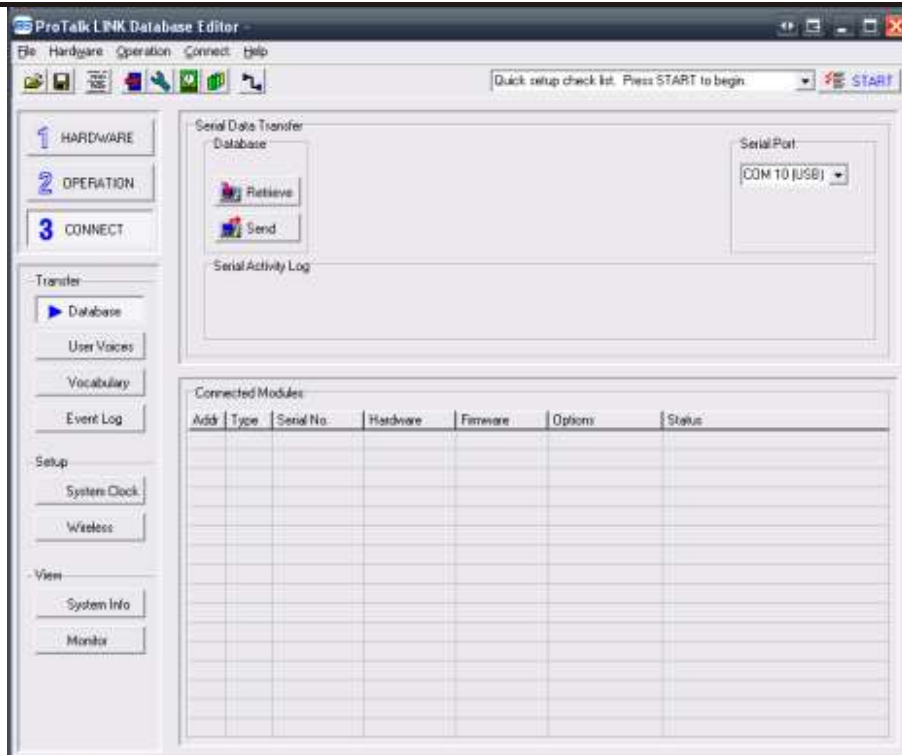 ProTalk LINK Database Editor -
File Hardware Operation Connect Help
Quick setup check list. Press START to begin. START
1 HARDWARE
2 OPERATION
3 CONNECT
Transfer
Database
User Voices
Vocabulary
Event Log
Setup
System Clock
Wireless
View
System Info
Monitor
Serial Data Transfer
Database
Retrieve
Send
Serial Port
COM 10 (USB)
Serial Activity Log
Connected Modules
Addr Type Serial No. Hardware Firmware Options Status